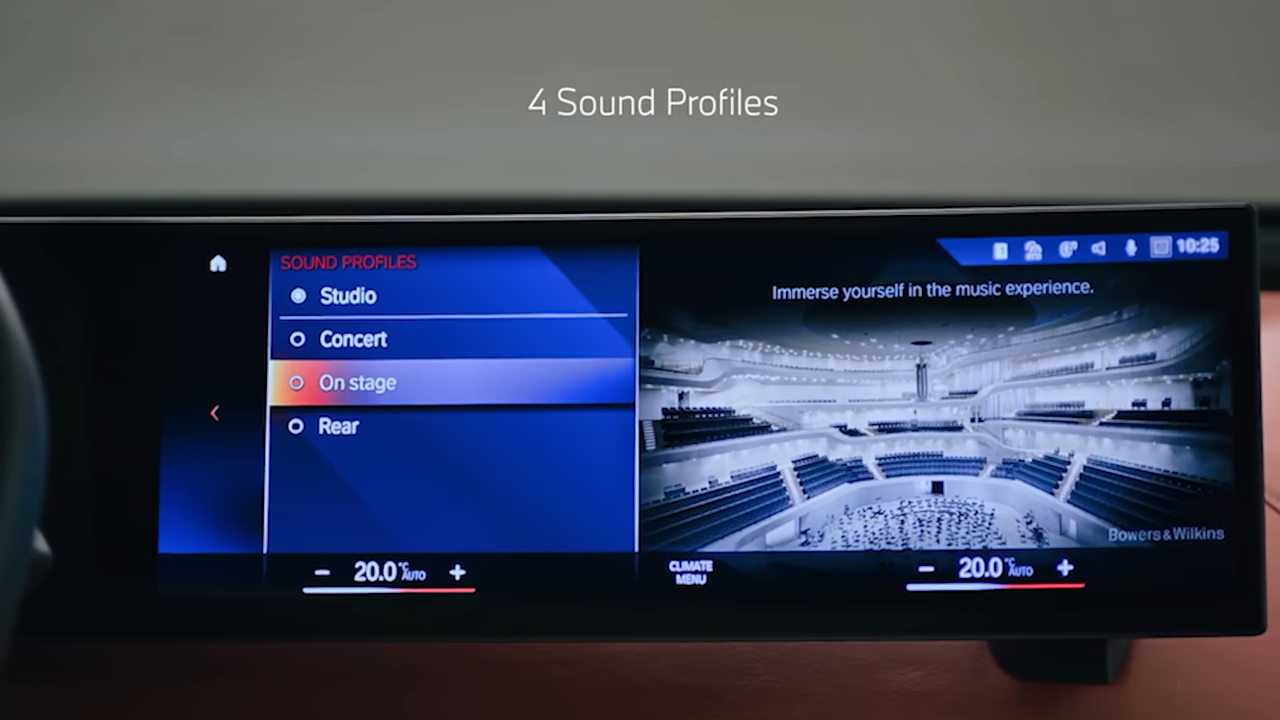 4 Sound Profiles
10:25
SOUND PROFILES
Studio
Concert
On stage
Rear
Immerse yourself in the music experience.
Bowers & Wilkins
− 20.0 °C AUTO +
CLIMATE
MENU
− 20.0 °C AUTO +